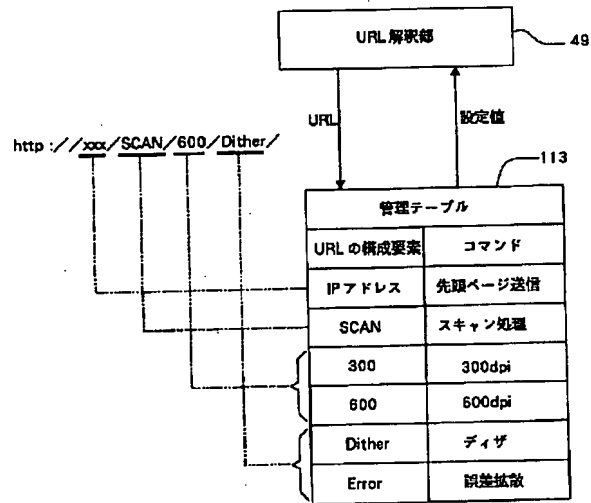 URL解釈部
49
URL
設定値
http://xxx/SCAN/600/Dither/
113
管理テーブル
URLの構成要素 コマンド
IPアドレス 先頭ページ送信
SCAN スキャン処理
300 300dpi
600 600dpi
Dither ディザ
Error 誤差拡散